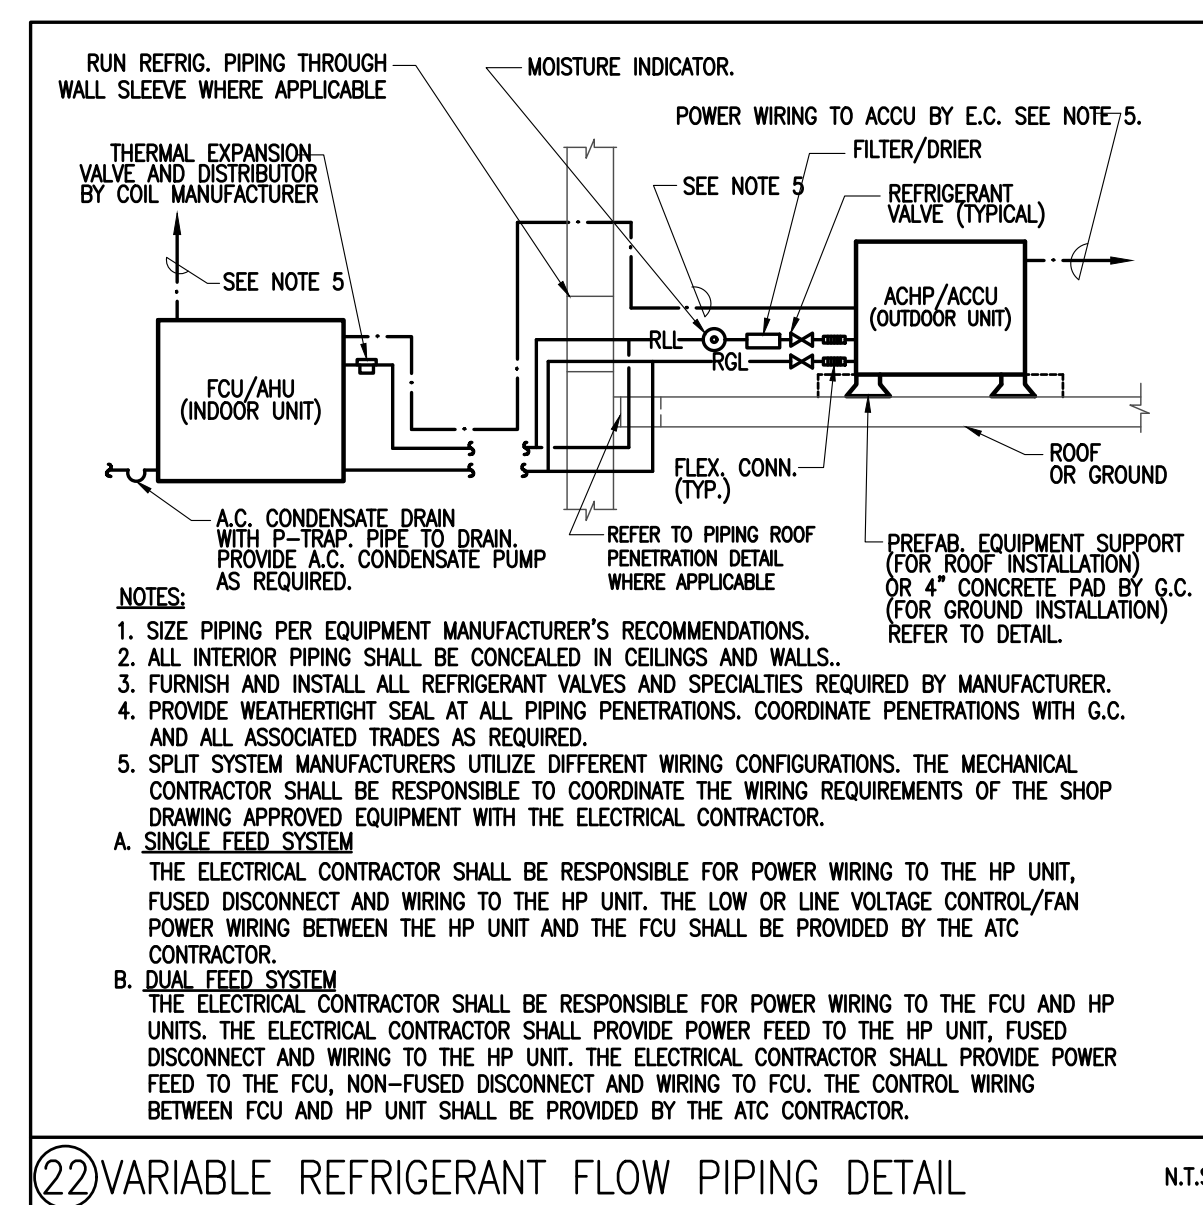 RUN REFRIG. PIPING THROUGH
WALL SLEEVE WHERE APPLICABLE
MOISTURE INDICATOR.
POWER WIRING TO ACCU BY E.C. SEE NOTE 5.
THERMAL EXPANSION
VALVE AND DISTRIBUTOR
BY COIL MANUFACTURER
FILTER/DRIER
SEE NOTE 5
REFRIGERANT
VALVE (TYPICAL)
SEE NOTE 5
ACHP/ACCU
(OUTDOOR UNIT)
RLL
RGL
FCU/AHU
(INDOOR UNIT)
FLEX. CONN.
(TYP.)
ROOF
OR GROUND
A.C. CONDENSATE DRAIN
WITH P-TRAP. PIPE TO DRAIN.
PROVIDE A.C. CONDENSATE PUMP
AS REQUIRED.
REFER TO PIPING ROOF
PENETRATION DETAIL
WHERE APPLICABLE
PREFAB. EQUIPMENT SUPPORT
(FOR ROOF INSTALLATION)
OR 4" CONCRETE PAD BY G.C.
(FOR GROUND INSTALLATION)
REFER TO DETAIL.
NOTES:
1. SIZE PIPING PER EQUIPMENT MANUFACTURER'S RECOMMENDATIONS.
2. ALL INTERIOR PIPING SHALL BE CONCEALED IN CEILINGS AND WALLS..
3. FURNISH AND INSTALL ALL REFRIGERANT VALVES AND SPECIALTIES REQUIRED BY MANUFACTURER.
4. PROVIDE WEATHERTIGHT SEAL AT ALL PIPING PENETRATIONS. COORDINATE PENETRATIONS WITH G.C.
AND ALL ASSOCIATED TRADES AS REQUIRED.
5. SPLIT SYSTEM MANUFACTURERS UTILIZE DIFFERENT WIRING CONFIGURATIONS. THE MECHANICAL
CONTRACTOR SHALL BE RESPONSIBLE TO COORDINATE THE WIRING REQUIREMENTS OF THE SHOP
DRAWING APPROVED EQUIPMENT WITH THE ELECTRICAL CONTRACTOR.
A. SINGLE FEED SYSTEM
THE ELECTRICAL CONTRACTOR SHALL BE RESPONSIBLE FOR POWER WIRING TO THE HP UNIT,
FUSED DISCONNECT AND WIRING TO THE HP UNIT. THE LOW OR LINE VOLTAGE CONTROL/FAN
POWER WIRING BETWEEN THE HP UNIT AND THE FCU SHALL BE PROVIDED BY THE ATC
CONTRACTOR.
B. DUAL FEED SYSTEM
THE ELECTRICAL CONTRACTOR SHALL BE RESPONSIBLE FOR POWER WIRING TO THE FCU AND HP
UNITS. THE ELECTRICAL CONTRACTOR SHALL PROVIDE POWER FEED TO THE HP UNIT, FUSED
DISCONNECT AND WIRING TO THE HP UNIT. THE ELECTRICAL CONTRACTOR SHALL PROVIDE POWER
FEED TO THE FCU, NON-FUSED DISCONNECT AND WIRING TO FCU. THE CONTROL WIRING
BETWEEN FCU AND HP UNIT SHALL BE PROVIDED BY THE ATC CONTRACTOR.
22 VARIABLE REFRIGERANT FLOW PIPING DETAIL
N.T.S